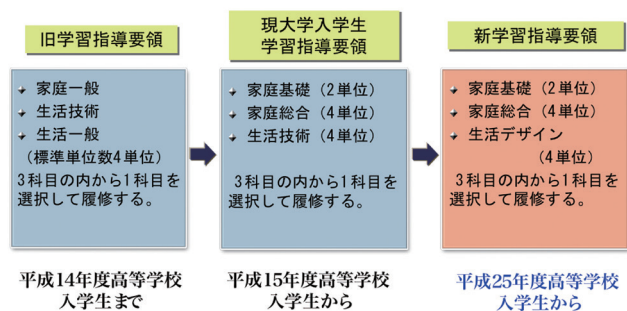 旧学習指導要領
家庭一般
生活技術
生活一般
（標準単位数4単位）
3科目の内から1科目を
選択して履修する。
平成14年度高等学校
入学生まで
現大学入学生
学習指導要領
家庭基礎（2単位）
家庭総合（4単位）
生活技術（4単位）
3科目の内から1科目を
選択して履修する。
平成15年度高等学校
入学生から
新学習指導要領
家庭基礎（2単位）
家庭総合（4単位）
生活デザイン
（4単位）
3科目の内から1科目を
選択して履修する。
平成25年度高等学校
入学生から